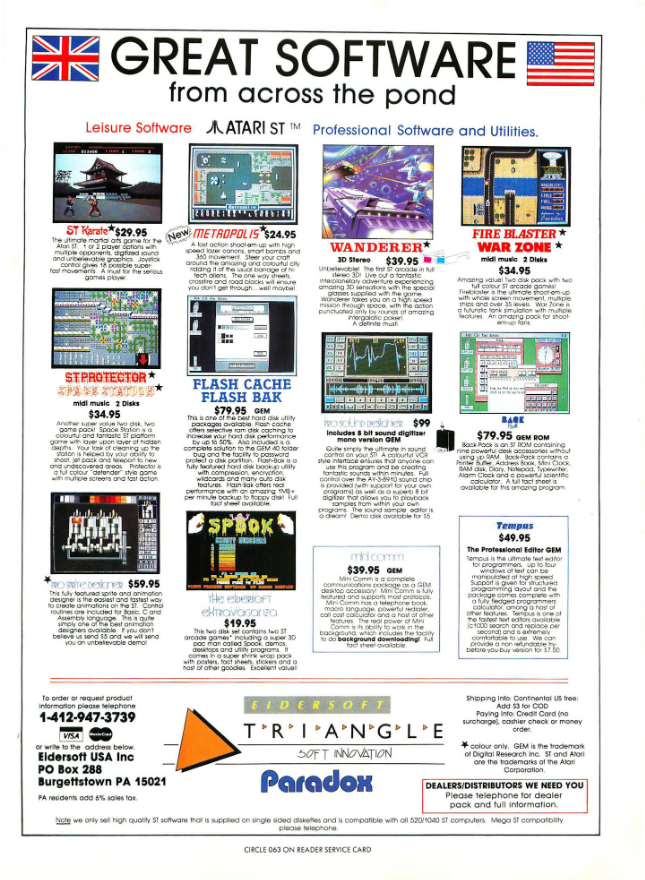 GREAT SOFTWARE
from across the pond
Leisure Software
ATARI ST ™
Professional Software and Utilities.
ST Karate★ $29.95
The ultimate martial arts game for the
Atari ST. 1 or 2 player options with
multiple opponents, digitized sound
and unbelievable graphics. Joystick
control gives 18 possible super-
fast movements. A must for the serious
games player.
ST.PROTECTOR★
SPACE STATION★
midi music 2 Disks
$34.95
Another super value two disk, two
game pack! Space Station is a
colourful and fantastic ST platform
game with layer upon layer of hidden
depths. Your task of cleaning up the
station is helped by your ability to
shoot, jet pack and teleport to new
and undiscovered areas. Protector is
a full colour "defender" style game
with multiple screens and fast action.
★ PRO SPRITE DESIGNER $59.95
This fully featured sprite and animation
designer is the easiest and fastest way
to create animations on the ST. Control
routines are included for Basic, C and
Assembly language. This is quite
simply one of the best animation
designers available. If you don't
believe us send $5 and we will send
you an unbelievable demo!
New METROPOLIS★ $24.95
A fast action shoot-em-up with high
speed lazer canons, smart bombs and
360 movement. Steer your craft
around the amazing and colourful city
ridding it of the usual barrage of hi-
tech aliens. The one way streets,
crossfire and road blocks will ensure
you don't get through....well maybe!
FLASH CACHE
FLASH BAK
$79.95 GEM
This is one of the best hard disk utility
packages available. Flash cache
offers selective ram disk caching to
increase your hard disk performance
by up to 50%. Also included is a
complete solution to the GEM 40 folder
bug and the facility to password
protect a disk partition. Flash-Bak is a
fully featured hard disk backup utility
with compression, encryption,
wildcards and many auto disk
features. Flash-Bak offers real
performance with an amazing 1MB+
per minute backup to floppy disk! Full
fact sheet available.
SPOOK
THE EIDERSOFT
EXTRAVAGANZA
$19.95
This two disk set contains two ST
arcade games* including a super 3D
pac man called Spook, demos,
desktops and utility programs. It
comes in a super shrink wrap pack
with posters, fact sheets, stickers and a
host of other goodies. Excellent value!
WANDERER★
3D Stereo $39.95
Unbelievable! The first ST arcade in full
stereo 3D! Live out a fantastic
interplanetary adventure experiencing
amazing 3D sensations with the special
glasses supplied with the game.
Wanderer takes you on a high speed
mission through space, with the action
punctuated only by rounds of amazing
intergalatic poker!
A definite must.
PRO SOUND DESIGNER $99
Includes 8 bit sound digitizer
mono version GEM
Quite simply the ultimate in sound
control on your ST. A colourful VCR
style interface ensures that anyone can
use this program and be creating
fantastic sounds within minutes. Full
control over the AY-3-8910 sound chip
is provided (with support for your own
programs) as well as a superb 8 bit
digitizer that allows you to playback
samples from within your own
programs. The sound sample editor is
a dream! Demo disk available for $5.
mini comm
$39.95 GEM
Mini Comm is a complete
communications package as a GEM
desktop accessory! Mini Comm is fully
featured and supports most protocols.
Mini Comm has a telephone book,
macro language, powerful redialer,
call cost calculator and a host of other
features. The real power of Mini
Comm is its ability to work in the
background, which includes the facility
to do background downloading! Full
fact sheet available.
FIRE BLASTER★
WAR ZONE★
midi music 2 Disks
$34.95
Amazing value! Two disk pack with two
full colour ST arcade games!
Fireblaster is the ultimate shoot-em-up
with whole screen movement, multiple
ships and over 35 levels. War Zone is
a futuristic tank simulation with multiple
features. An amazing pack for shoot-
em-up fans.
BACK
$79.95 GEM ROM
Back Pack is an ST ROM containing
nine powerful desk accessories without
using up RAM. Back-Pack contains a
Printer Buffer, Address Book, Mini Clock,
RAM disk, Diary, Notepad, Typewriter,
Alarm Clock and a powerful scientific
calculator. A full fact sheet is
available for this amazing program.
Tempus
$49.95
The Professional Editor GEM
Tempus is the ultimate text editor
for programmers. Up to four
windows of text can be
manipulated at high speed.
Support is given for structured
programming layout and the
package comes complete with
a fully fledged programmers
calculator, among a host of
other features. Tempus is one of
the fastest text editors available
(c1000 search and replace per
second) and is extremely
comfortable to use. We can
provide a non refundable try-
before-you-buy version for $7.50
To order or request product
information please telephone
1-412-947-3739
VISA MasterCard
or write to the address below.
Eidersoft USA Inc
PO Box 288
Burgettstown PA 15021
PA residents add 6% sales tax.
EIDERSOFT
TRIANGLE
SOFT INNOVATION
Paradox
Shipping Info: Continental US free:
Add $3 for COD
Paying Info: Credit Card (no
surcharge), cashier check or money
order.
★ colour only. GEM is the trademark
of Digital Research Inc. ST and Atari
are the trademarks of the Atari
Corporation.
DEALERS/DISTRIBUTORS WE NEED YOU
Please telephone for dealer
pack and full information.
Note we only sell high quality ST software that is supplied on single sided diskettes and is compatible with all 520/1040 ST computers. Mega ST compatibility
please telephone.
CIRCLE 063 ON READER SERVICE CARD